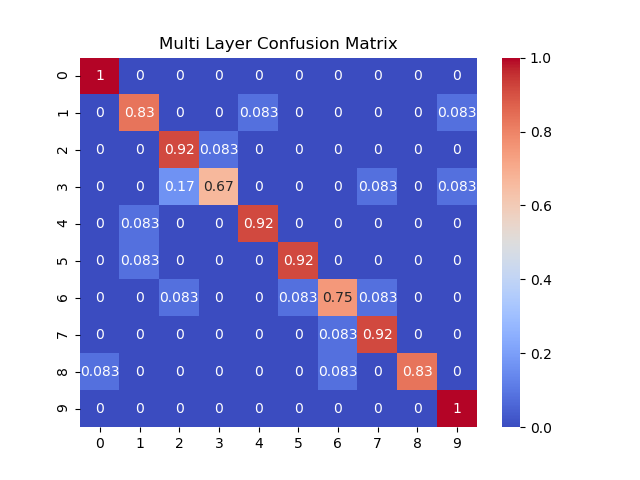 Multi Layer Confusion Matrix
0 1 0 0 0 0 0 0 0 0 0 1.0
1 0 0.83 0 0 0.083 0 0 0 0 0.083
2 0 0 0.92 0.083 0 0 0 0 0 0 0.8
3 0 0 0.17 0.67 0 0 0 0.083 0 0.083
4 0 0.083 0 0 0.92 0 0 0 0 0 0.6
5 0 0.083 0 0 0 0.92 0 0 0 0
6 0 0 0.083 0 0 0.083 0.75 0.083 0 0 0.4
7 0 0 0 0 0 0 0.083 0.92 0 0
8 0.083 0 0 0 0 0 0.083 0 0.83 0 0.2
9 0 0 0 0 0 0 0 0 0 1
0 1 2 3 4 5 6 7 8 9 0.0